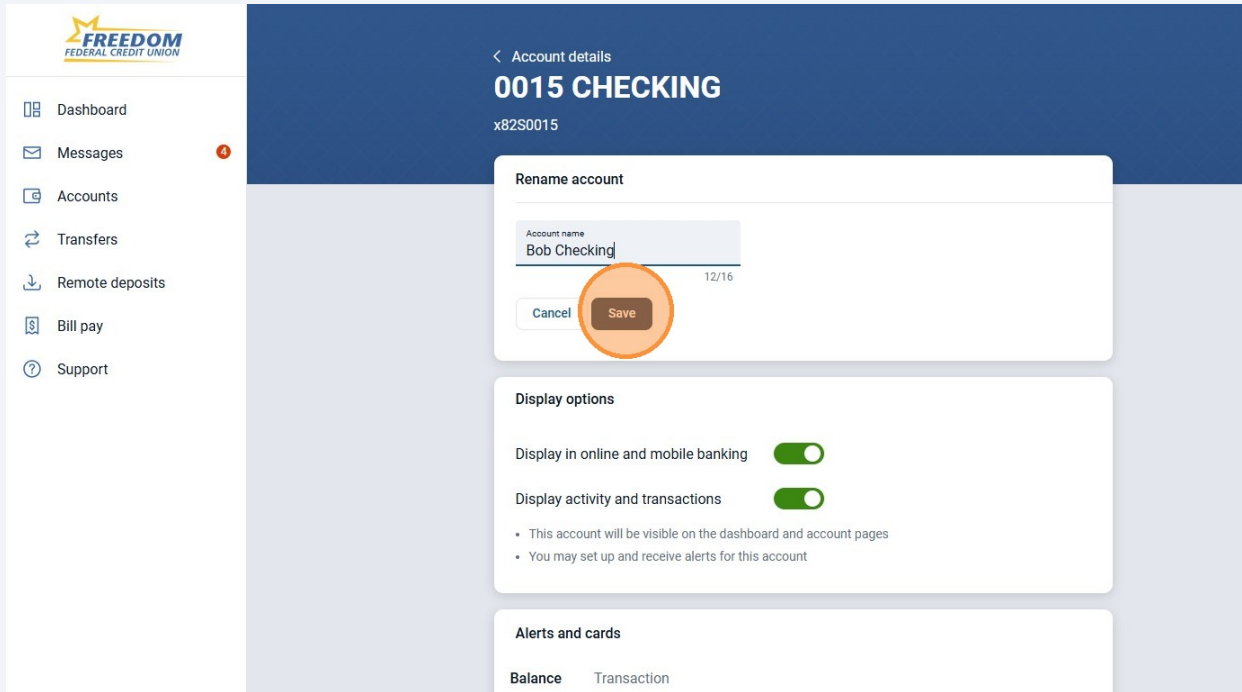 FREEDOM
FEDERAL CREDIT UNION
Dashboard
Messages
4
Accounts
Transfers
Remote deposits
Bill pay
Support
Account details
0015 CHECKING
x82S0015
Rename account
Account name
Bob Checking
12/16
Cancel
Save
Display options
Display in online and mobile banking
Display activity and transactions
• This account will be visible on the dashboard and account pages
• You may set up and receive alerts for this account
Alerts and cards
Balance Transaction